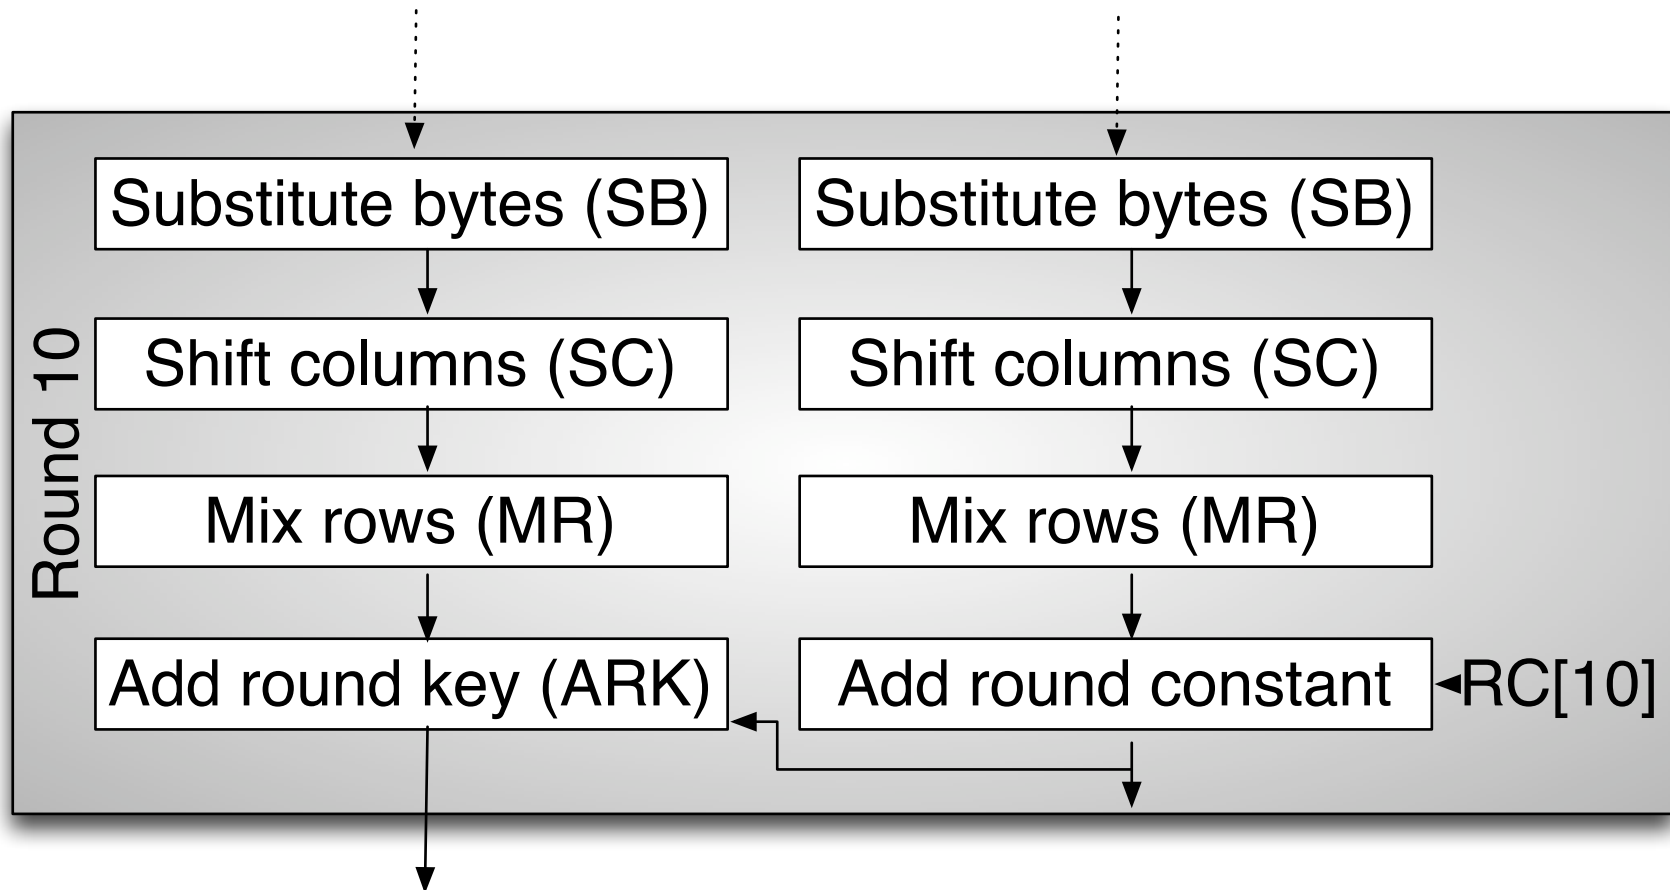 Round 10
Substitute bytes (SB)
Substitute bytes (SB)
Shift columns (SC)
Shift columns (SC)
Mix rows (MR)
Mix rows (MR)
Add round key (ARK)
Add round constant
RC[10]